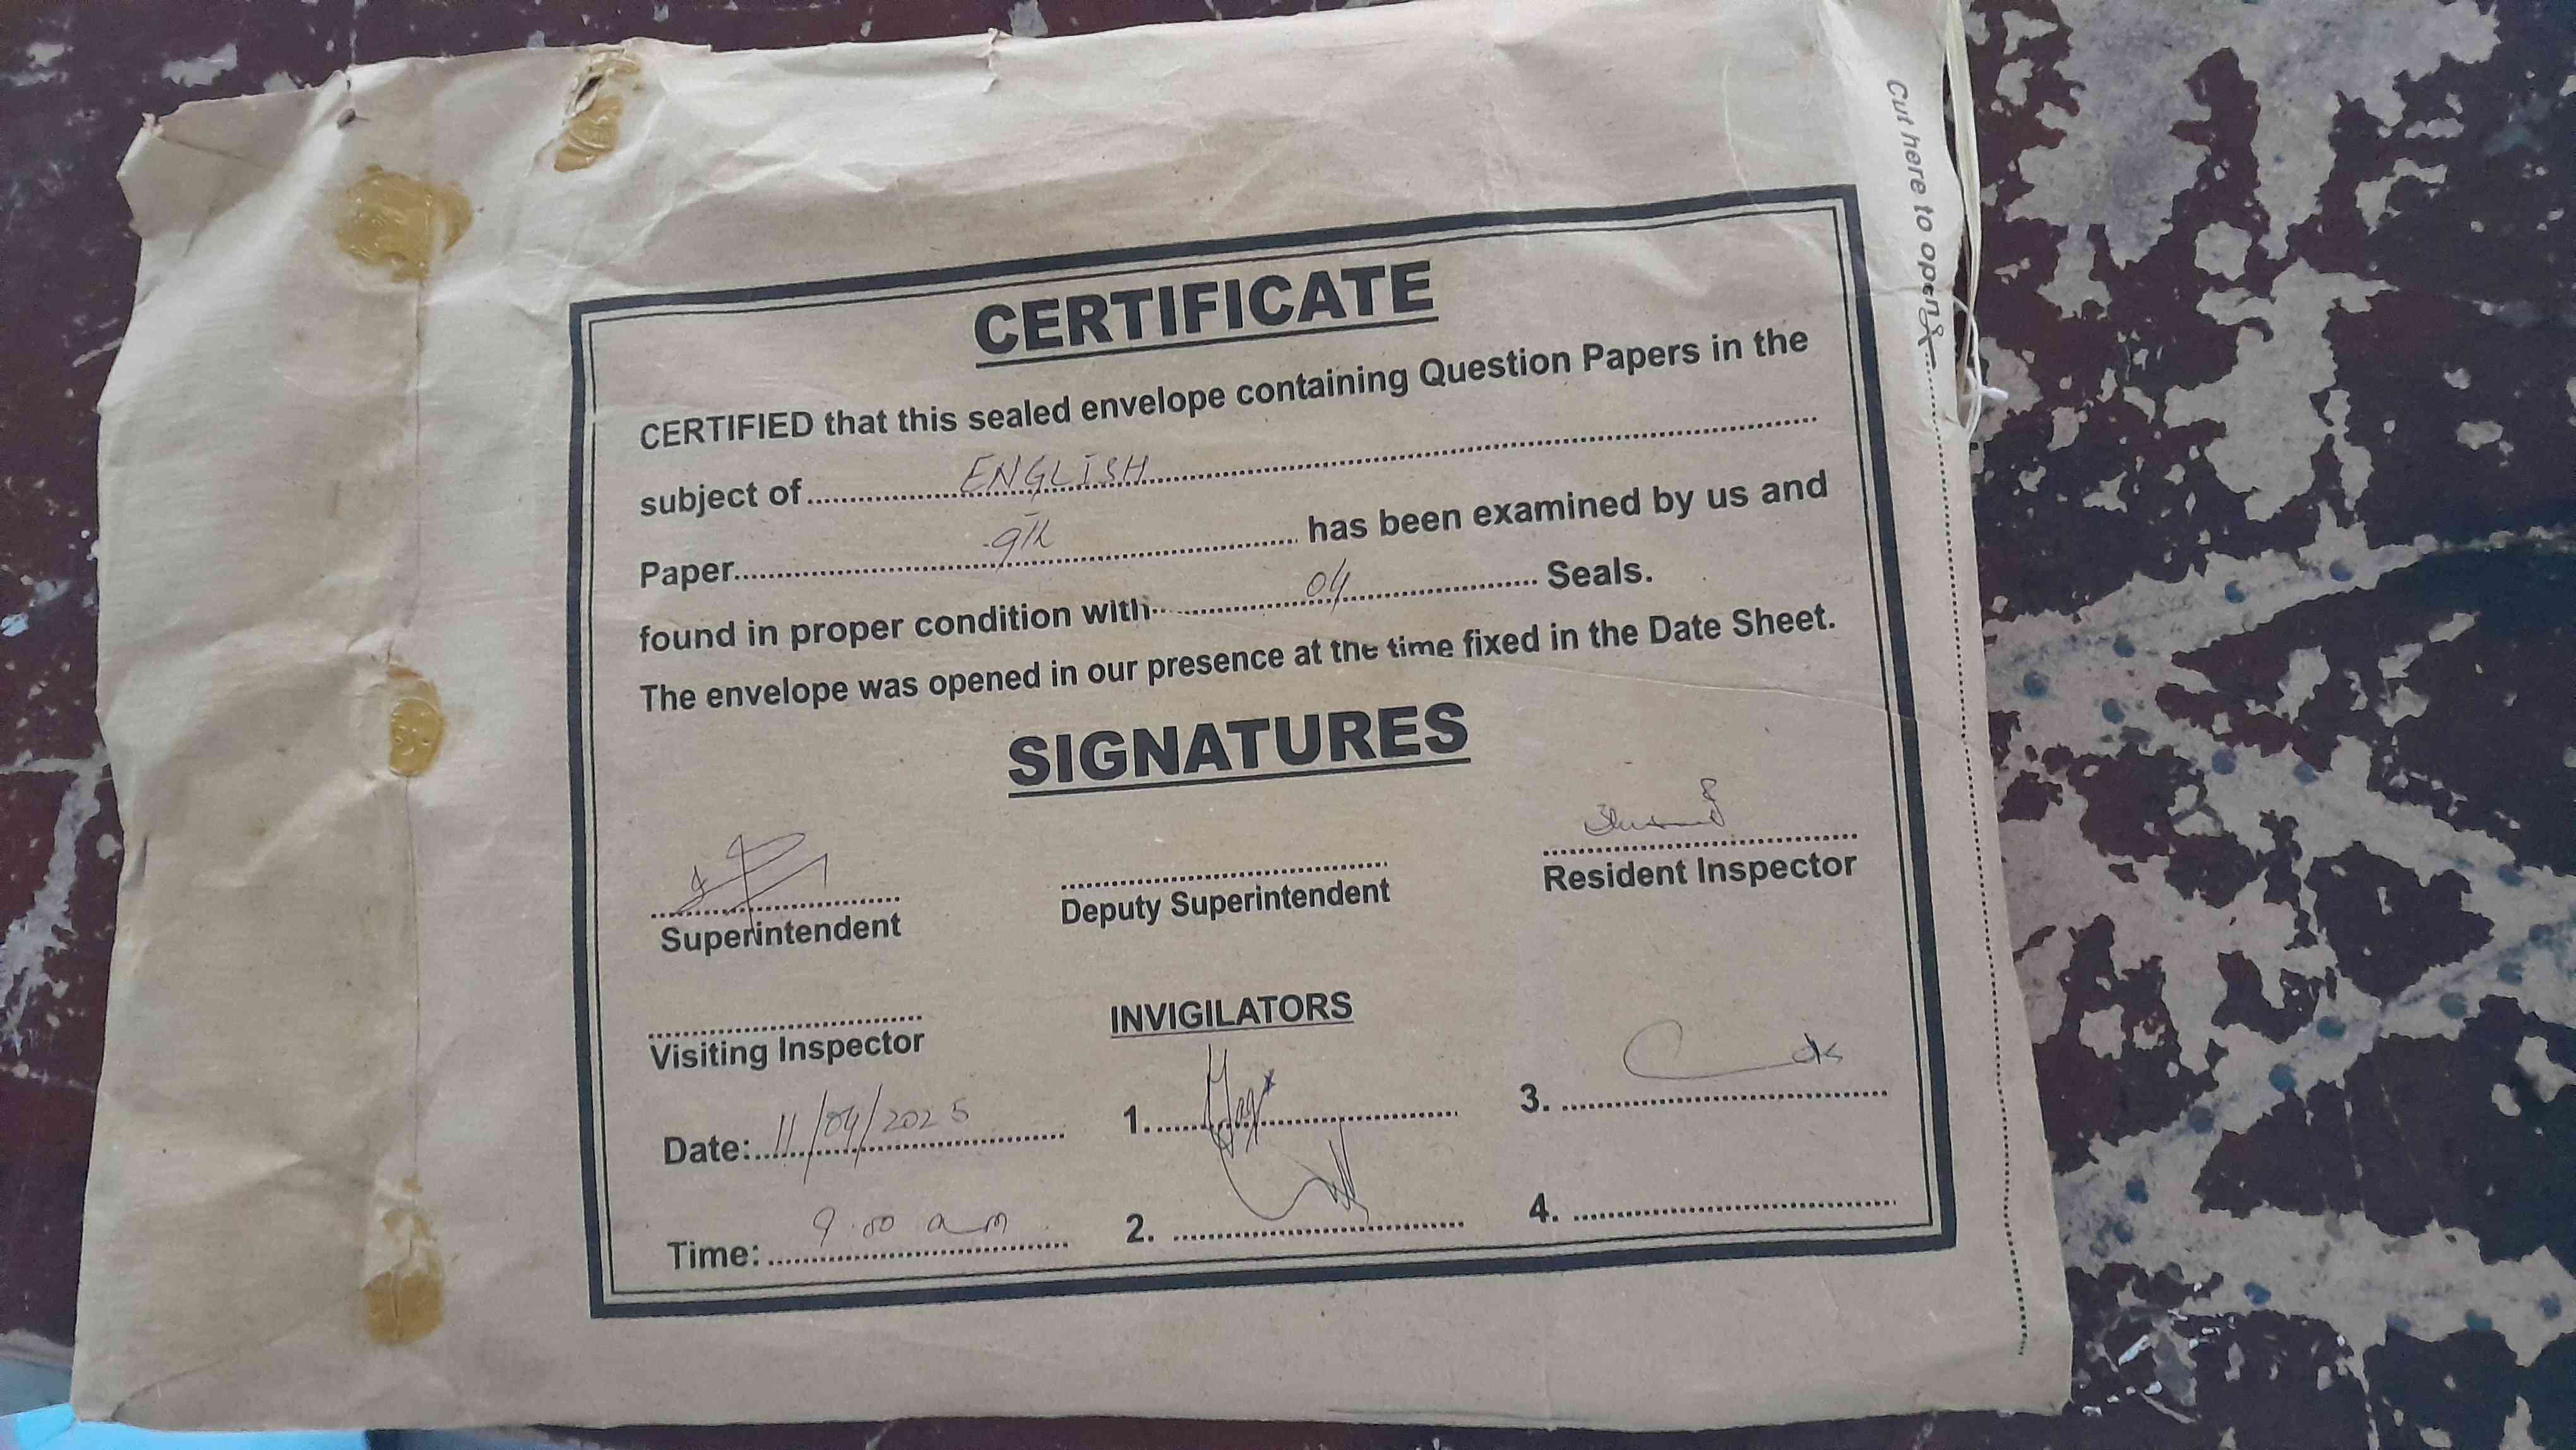 Cut here to open
CERTIFICATE
CERTIFIED that this sealed envelope containing Question Papers in the
subject of ENGLISH
Paper 9th has been examined by us and
found in proper condition with 04 Seals.
The envelope was opened in our presence at the time fixed in the Date Sheet.
SIGNATURES
Superintendent
Deputy Superintendent
Resident Inspector
Visiting Inspector
INVIGILATORS
Date: 11/04/2025
1.
3.
Time: 9.00 am
2.
4.